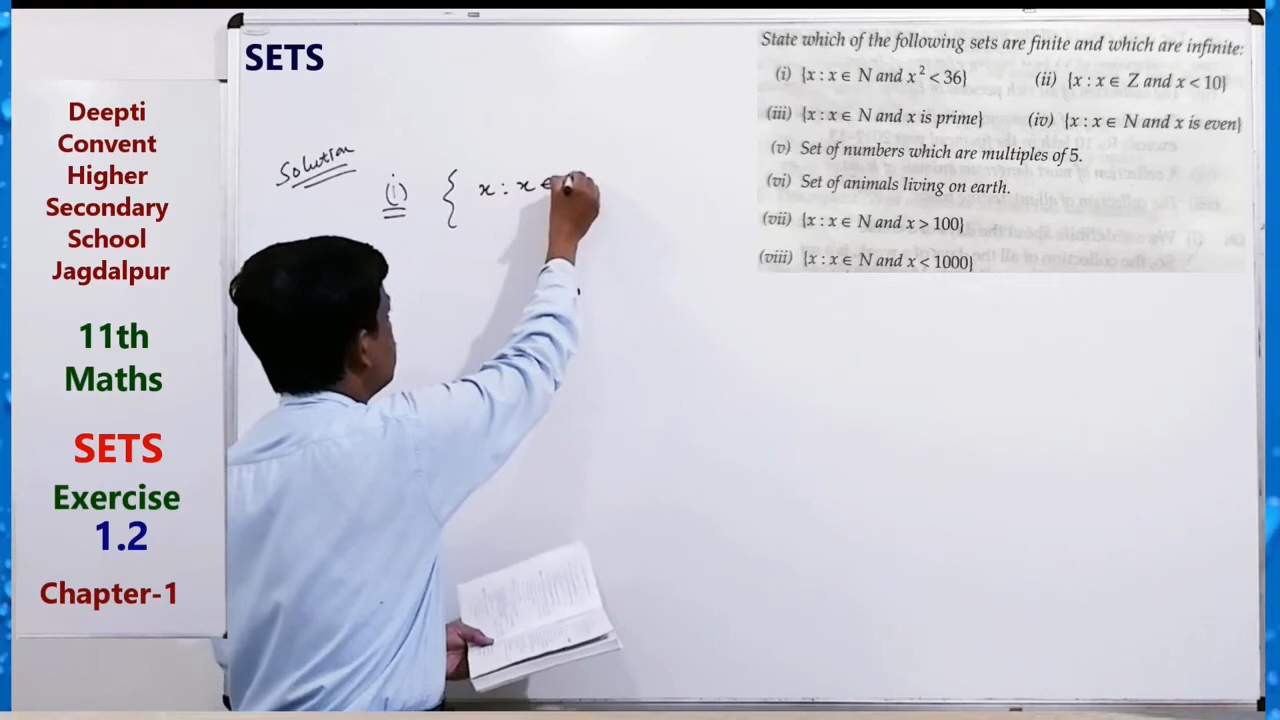 SETS
Deepti
Convent
Higher
Secondary
School
Jagdalpur
11th
Maths
SETS
Exercise
1.2
Chapter-1
Solution
(i) { x : x ∈
State which of the following sets are finite and which are infinite:
(i) {x : x ∈ N and x² < 36} (ii) {x : x ∈ Z and x < 10}
(iii) {x : x ∈ N and x is prime} (iv) {x : x ∈ N and x is even}
(v) Set of numbers which are multiples of 5.
(vi) Set of animals living on earth.
(vii) {x : x ∈ N and x > 100}
(viii) {x : x ∈ N and x < 1000}